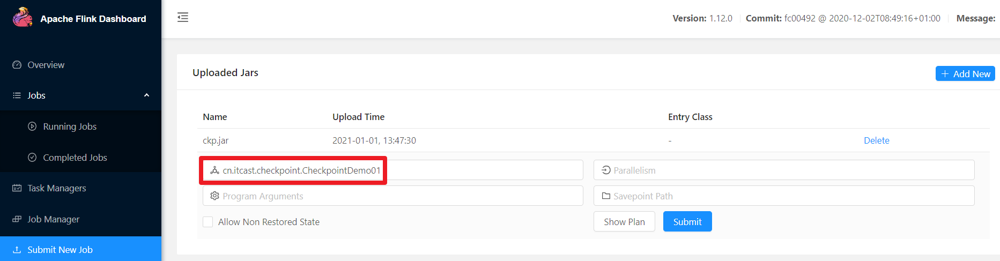 Apache Flink Dashboard
Version: 1.12.0 Commit: fc00492 @ 2020-12-02T08:49:16+01:00 Message:
Overview
Jobs
Running Jobs
Completed Jobs
Task Managers
Job Manager
Submit New Job
Uploaded Jars
Add New
Name Upload Time Entry Class
ckp.jar 2021-01-01, 13:47:30 - Delete
cn.itcast.checkpoint.CheckpointDemo01 Parallelism
Program Arguments Savepoint Path
Allow Non Restored State Show Plan Submit